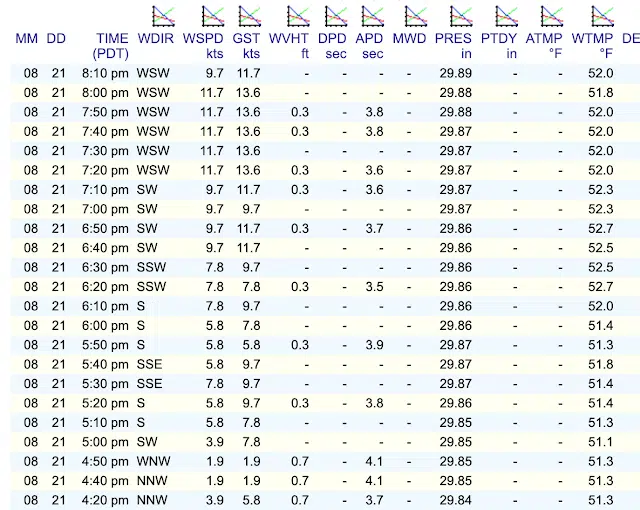 MM DD TIME WDIR WSPD GST WVHT DPD APD MWD PRES PTDY ATMP WTMP DE
(PDT) kts kts ft sec sec in in °F °F
08 21 8:10 pm WSW 9.7 11.7 - - - - 29.89 - - 52.0
08 21 8:00 pm WSW 11.7 13.6 - - - - 29.88 - - 51.8
08 21 7:50 pm WSW 11.7 13.6 0.3 - 3.8 - 29.88 - - 52.0
08 21 7:40 pm WSW 11.7 13.6 0.3 - 3.8 - 29.87 - - 52.0
08 21 7:30 pm WSW 11.7 13.6 - - - - 29.87 - - 52.0
08 21 7:20 pm WSW 11.7 13.6 0.3 - 3.6 - 29.87 - - 52.0
08 21 7:10 pm SW 9.7 11.7 0.3 - 3.6 - 29.87 - - 52.3
08 21 7:00 pm SW 9.7 9.7 - - - - 29.87 - - 52.3
08 21 6:50 pm SW 9.7 11.7 0.3 - 3.7 - 29.86 - - 52.7
08 21 6:40 pm SW 9.7 11.7 - - - - 29.86 - - 52.5
08 21 6:30 pm SSW 7.8 9.7 - - - - 29.86 - - 52.5
08 21 6:20 pm SSW 7.8 7.8 0.3 - 3.5 - 29.86 - - 52.7
08 21 6:10 pm S 7.8 9.7 - - - - 29.86 - - 52.0
08 21 6:00 pm S 5.8 7.8 - - - - 29.86 - - 51.4
08 21 5:50 pm S 5.8 5.8 0.3 - 3.9 - 29.87 - - 51.3
08 21 5:40 pm SSE 5.8 9.7 - - - - 29.87 - - 51.8
08 21 5:30 pm SSE 7.8 9.7 - - - - 29.87 - - 51.4
08 21 5:20 pm S 5.8 9.7 0.3 - 3.8 - 29.86 - - 51.4
08 21 5:10 pm S 5.8 7.8 - - - - 29.85 - - 51.3
08 21 5:00 pm SW 3.9 7.8 - - - - 29.85 - - 51.1
08 21 4:50 pm WNW 1.9 1.9 0.7 - 4.1 - 29.85 - - 51.3
08 21 4:40 pm NNW 1.9 1.9 0.7 - 4.1 - 29.85 - - 51.3
08 21 4:20 pm NNW 3.9 5.8 0.7 - 3.7 - 29.84 - - 51.3